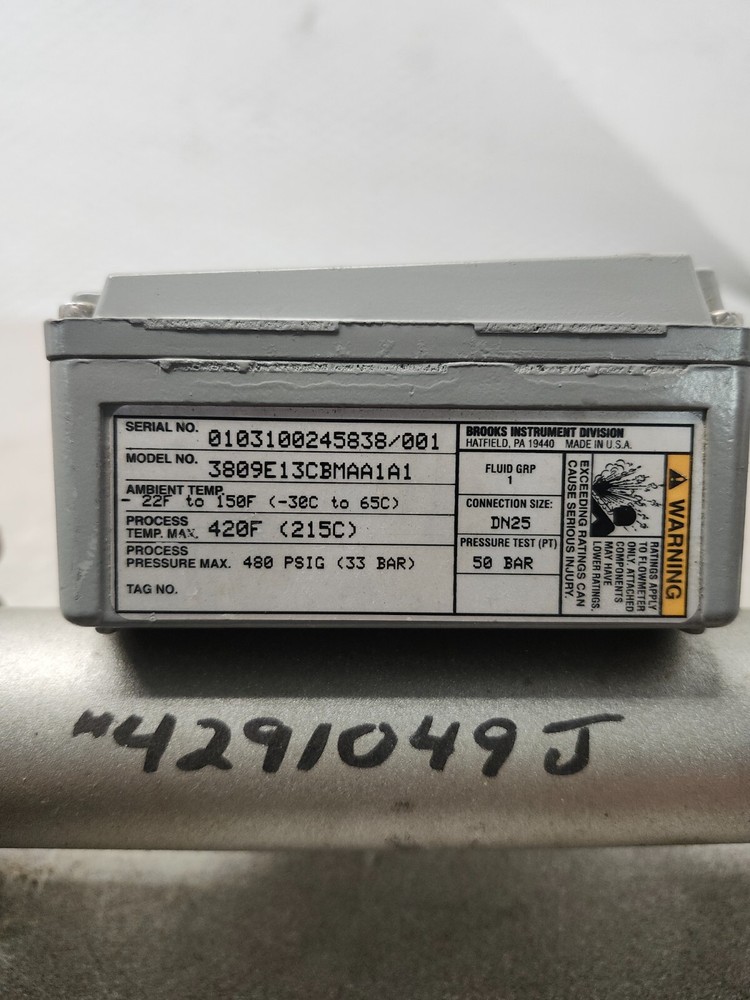 SERIAL NO. 0103100245838/001
MODEL NO. 3809E13CBMAA1A1
AMBIENT TEMP.
- 22F to 150F (-30C to 65C)
PROCESS
TEMP. MAX. 420F (215C)
PROCESS
PRESSURE MAX. 480 PSIG (33 BAR)
TAG NO.
BROOKS INSTRUMENT DIVISION
HATFIELD, PA 19440 MADE IN U.S.A.
FLUID GRP
1
CONNECTION SIZE:
DN25
PRESSURE TEST (PT)
50 BAR
WARNING
EXCEEDING RATINGS CAN
CAUSE SERIOUS INJURY.
RATINGS APPLY
TO FLOWMETER
ONLY. ATTACHED
COMPONENTS
MAY HAVE
LOWER RATINGS.
"4291049J